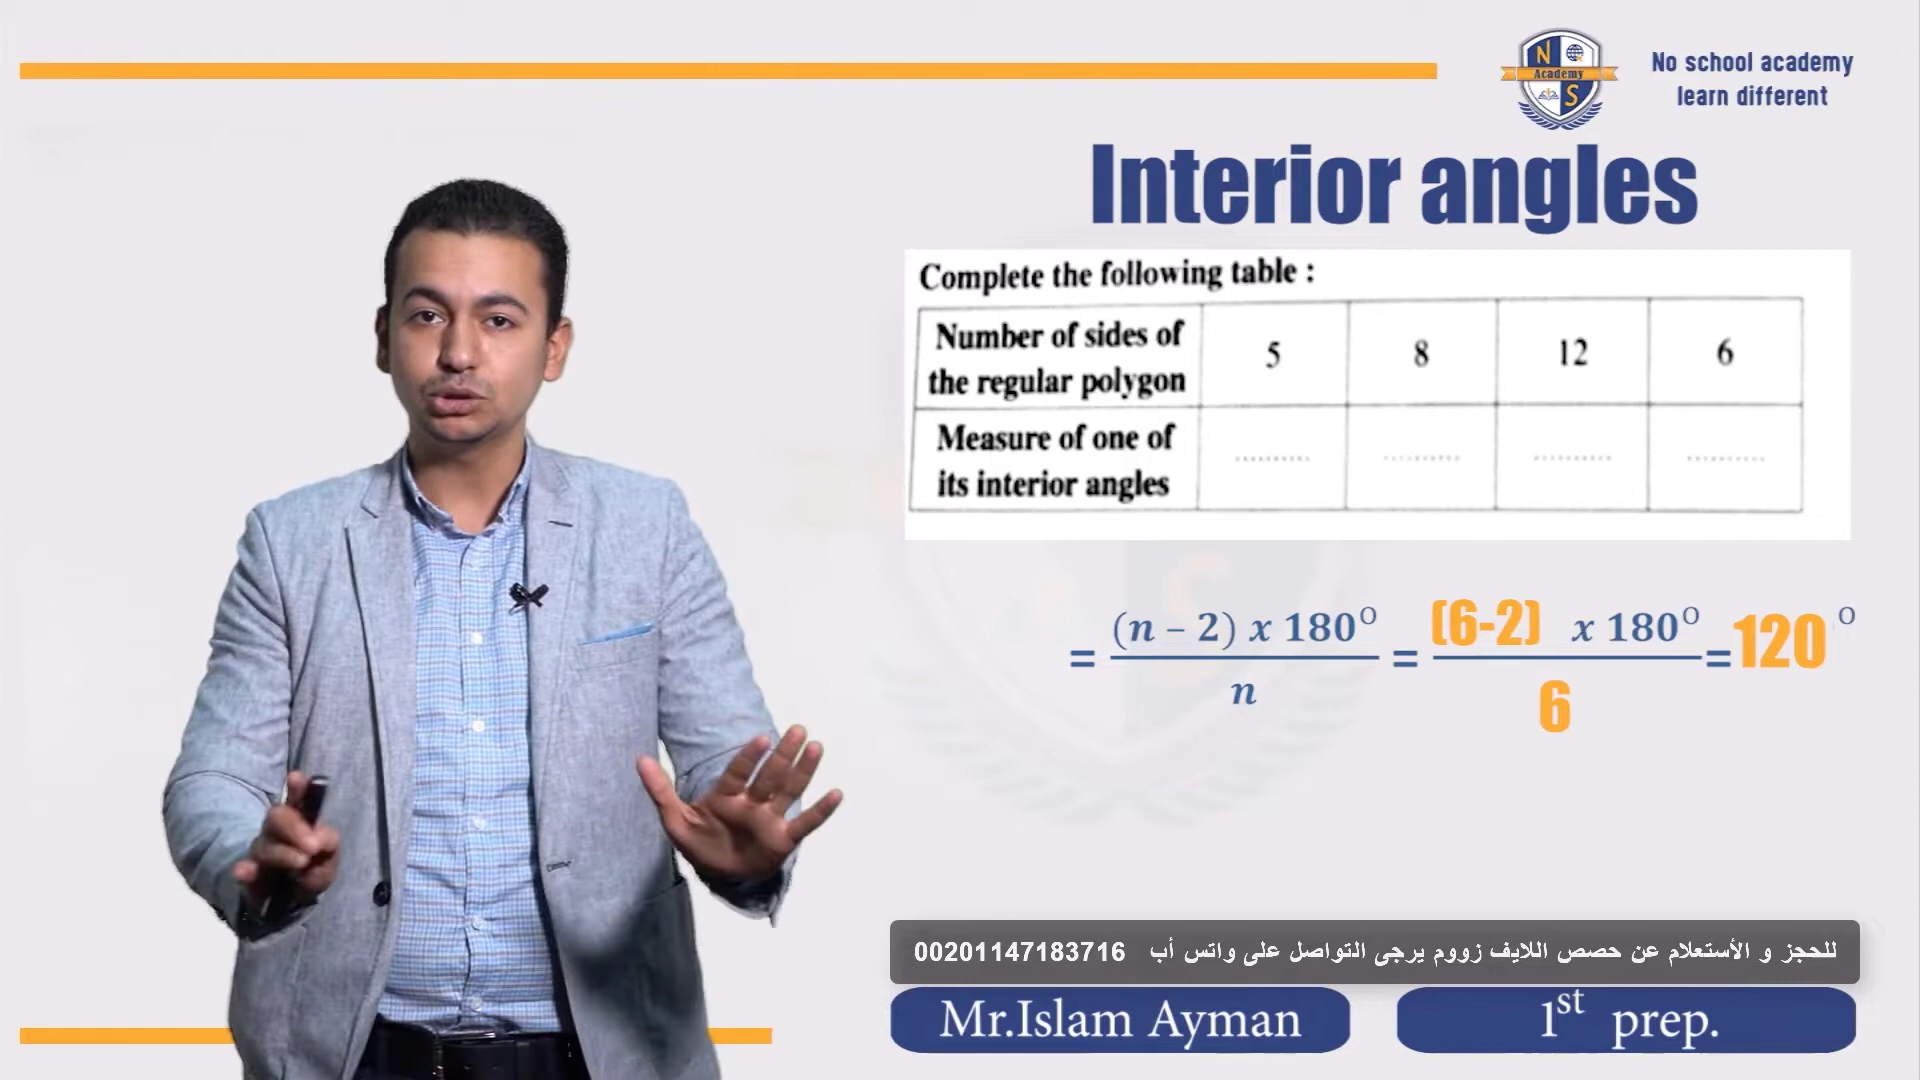 No school academy
learn different
N
Academy
S
Interior angles
Complete the following table :
Number of sides of the regular polygon 5 8 12 6
Measure of one of its interior angles .......... .......... .......... ..........
= (n – 2) x 180° / n = (6-2) x 180° / 6 = 120°
للحجز و الأستعلام عن حصص اللايف زووم يرجى التواصل على واتس أب 00201147183716
Mr.Islam Ayman
1st prep.